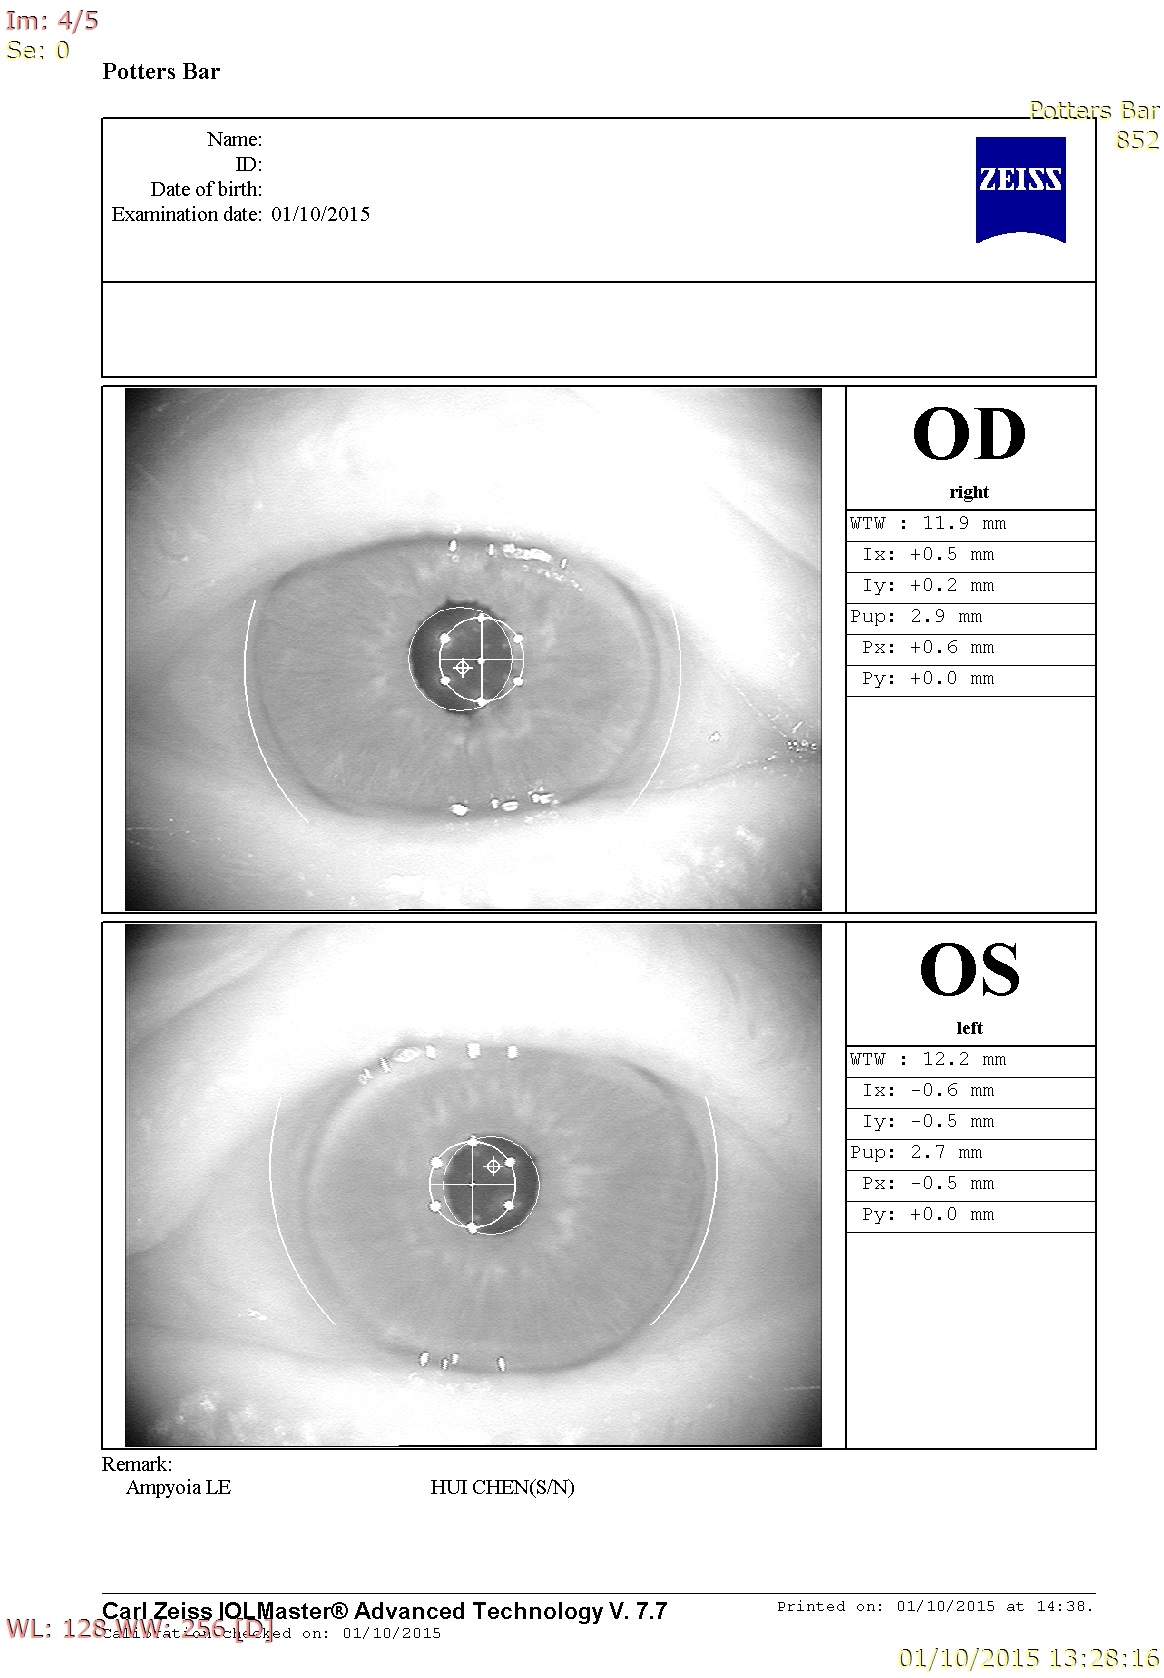 Im: 4/5
Se: 0
Potters Bar
Potters Bar
852
Name:
ID:
Date of birth:
Examination date: 01/10/2015
ZEISS
OD
right
WTW : 11.9 mm
Ix: +0.5 mm
Iy: +0.2 mm
Pup: 2.9 mm
Px: +0.6 mm
Py: +0.0 mm
OS
left
WTW : 12.2 mm
Ix: -0.6 mm
Iy: -0.5 mm
Pup: 2.7 mm
Px: -0.5 mm
Py: +0.0 mm
Remark:
Ampyoia LE HUI CHEN(S/N)
Carl Zeiss IOLMaster® Advanced Technology V. 7.7
Printed on: 01/10/2015 at 14:38.
WL: 128 WW: 256 [D]
Calibration checked on: 01/10/2015
01/10/2015 13:28:16